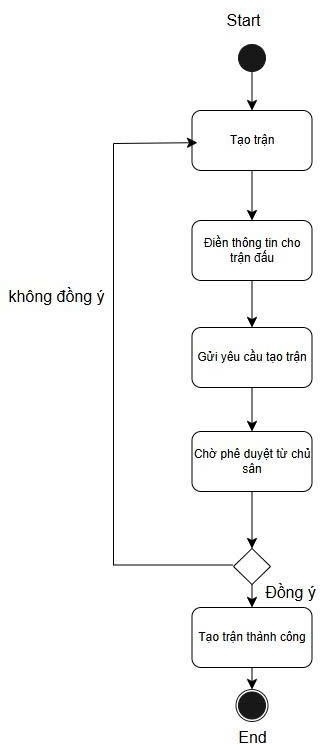 Start
Tạo trận
Điền thông tin cho
trận đấu
không đồng ý
Gửi yêu cầu tạo trận
Chờ phê duyệt từ chủ
sân
Đồng ý
Tạo trận thành công
End